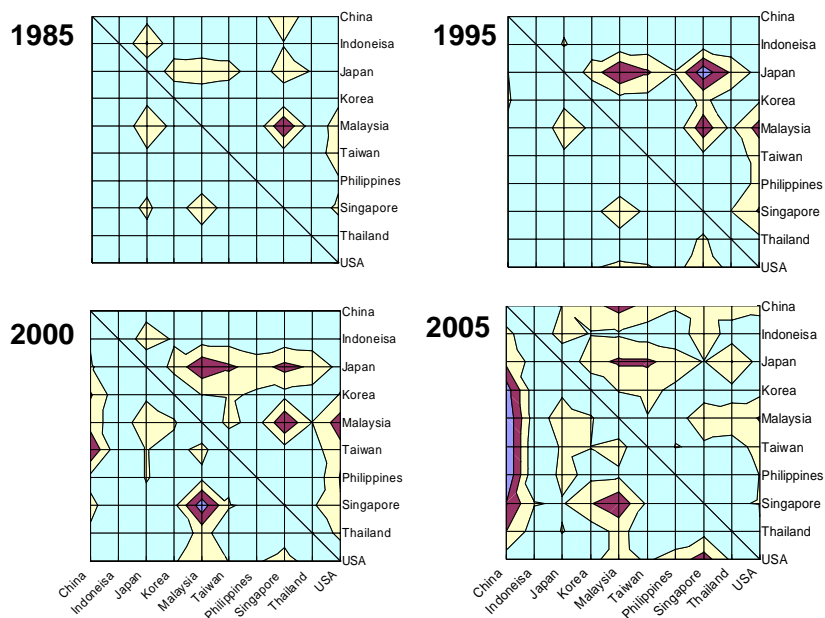 1985
China
Indoneisa
Japan
Korea
Malaysia
Taiwan
Philippines
Singapore
Thailand
USA
1995
China
Indoneisa
Japan
Korea
Malaysia
Taiwan
Philippines
Singapore
Thailand
USA
2000
China
Indoneisa
Japan
Korea
Malaysia
Taiwan
Philippines
Singapore
Thailand
USA
China
Indoneisa
Japan
Korea
Malaysia
Taiwan
Philippines
Singapore
Thailand
USA
2005
China
Indoneisa
Japan
Korea
Malaysia
Taiwan
Philippines
Singapore
Thailand
USA
China
Indoneisa
Japan
Korea
Malaysia
Taiwan
Philippines
Singapore
Thailand
USA